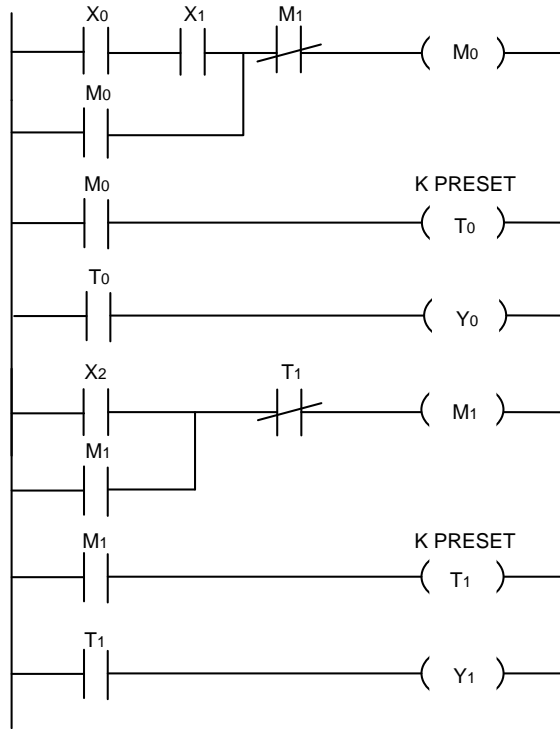 X0 X1 M1
M0
M0
M0 K PRESET
T0
T0
Y0
X2 T1
M1
M1
M1 K PRESET
T1
T1
Y1